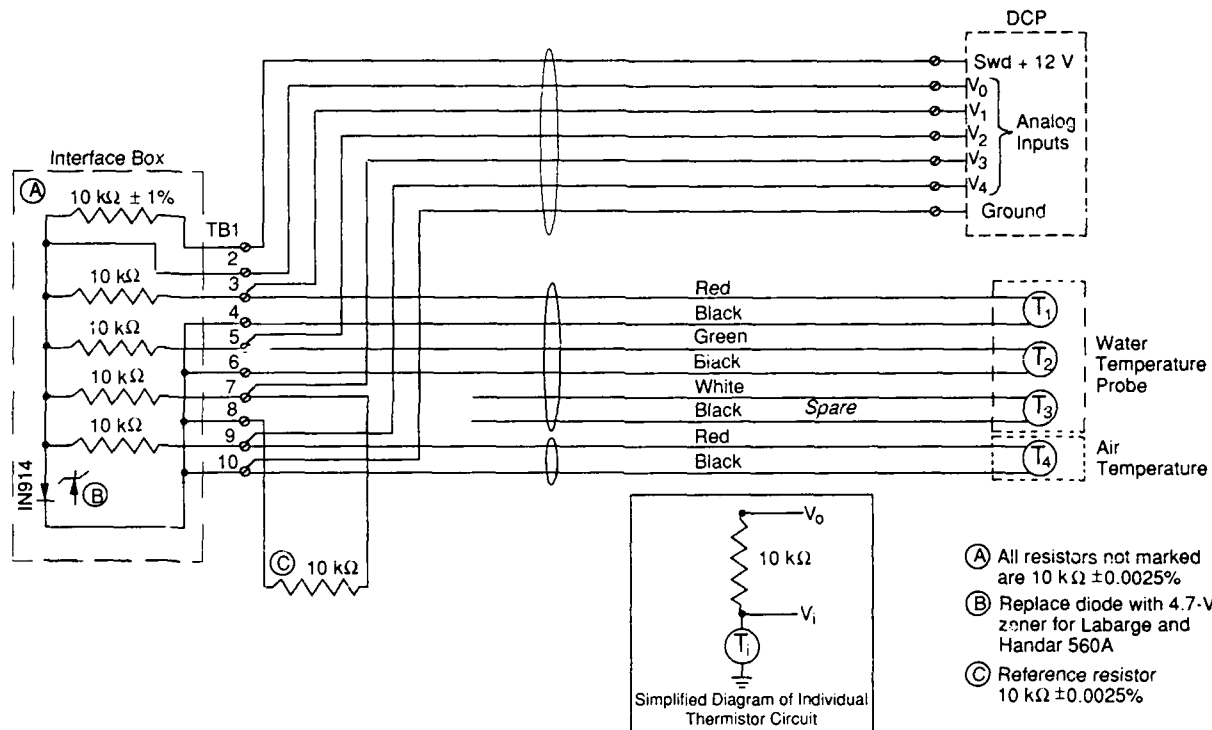 DCP
Swd + 12 V
V0
V1
V2
V3
V4
Analog
Inputs
Ground
Interface Box
A
10 kΩ ± 1%
TB1
2
10 kΩ
3
4
10 kΩ
5
6
10 kΩ
7
8
10 kΩ
9
10
IN914
B
C
10 kΩ
Red
Black
Green
Black
White
Black
Spare
Red
Black
T1
T2
T3
T4
Water
Temperature
Probe
Air
Temperature
Vo
10 kΩ
Vi
Ti
Simplified Diagram of Individual
Thermistor Circuit
A All resistors not marked
are 10 kΩ ±0.0025%
B Replace diode with 4.7-V
zener for Labarge and
Handar 560A
C Reference resistor
10 kΩ ±0.0025%